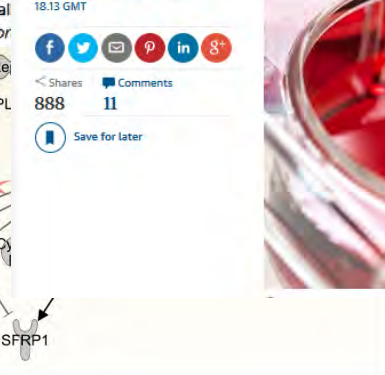 18.13 GMT
Shares
Comments
888
11
Save for later
SFRP1